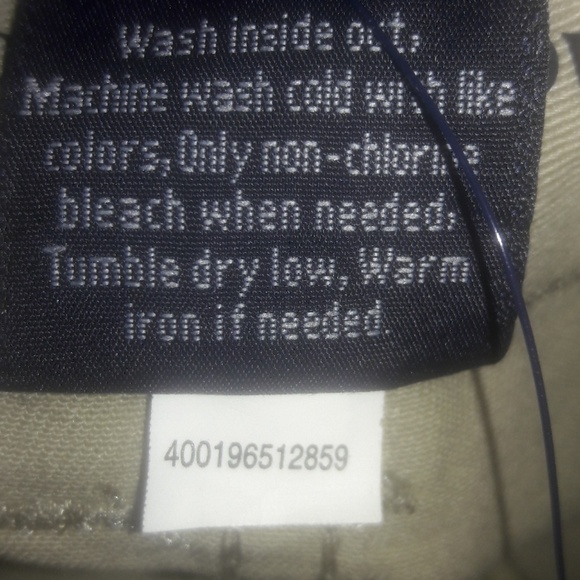 Wash inside out.
Machine wash cold with like
colors, Only non-chlorine
bleach when needed.
Tumble dry low, Warm
iron if needed.
400196512859